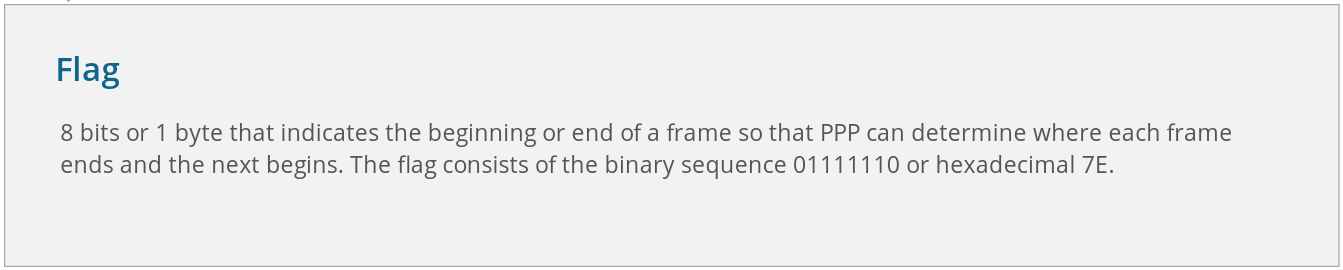 Flag
8 bits or 1 byte that indicates the beginning or end of a frame so that PPP can determine where each frame
ends and the next begins. The flag consists of the binary sequence 01111110 or hexadecimal 7E.